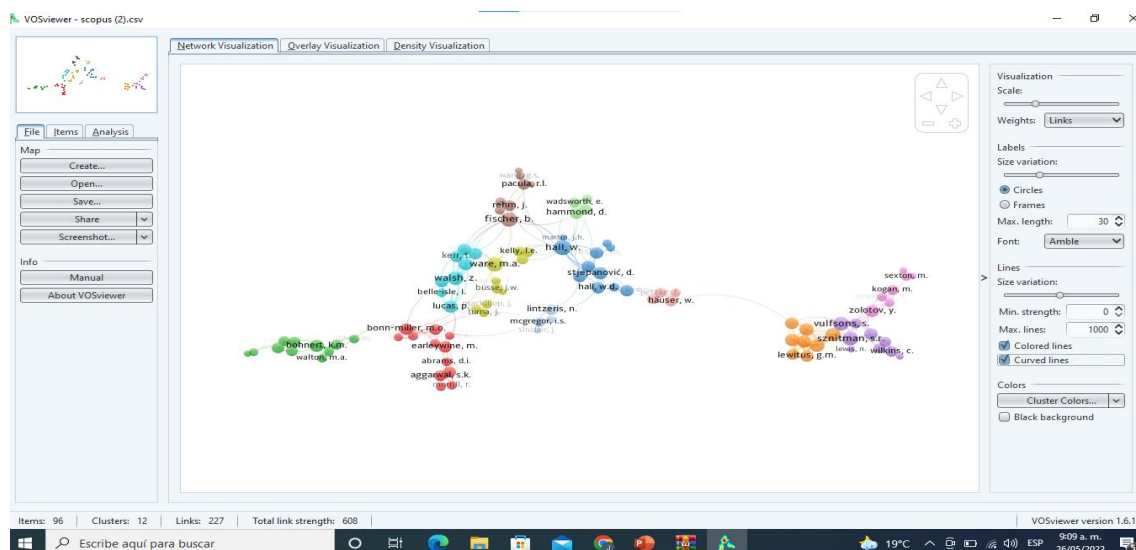 VOSviewer - scopus (2).csv
Network Visualization Overlay Visualization Density Visualization
File Items Analysis
Map
Create...
Open...
Save...
Share
Screenshot...
Info
Manual
About VOSviewer
pacula, r.l.
rehm, j.
fischer, b.
wadsworth, e.
hammond, d.
kelly, l.e.
hall, w.
ware, m.a.
walsh, z.
busse, j.w.
stjepanović, d.
belle-isle, l.
hall, w.d.
lucas, p.
hauser, w.
lintzeris, n.
mcgregor, i.s.
bonn-miller, m.o.
bohnert, k.m.
walton, m.a.
earleywine, m.
abrams, d.i.
aggarwal, s.k.
sexton, m.
kogan, m.
zolotov, y.
vulfsons, s.
sznitman, s.r.
lewis, n.
wilkins, c.
lewitus, g.m.
>
Visualization
Scale:
Weights: Links
Labels
Size variation:
Circles
Frames
Max. length: 30
Font: Amble
Lines
Size variation:
Min. strength: 0
Max. lines: 1000
Colored lines
Curved lines
Colors
Cluster Colors...
Black background
Items: 96 Clusters: 12 Links: 227 Total link strength: 608
VOSviewer version 1.6.1
Escribe aquí para buscar
19°C ESP 9:09 a. m.
26/05/2022